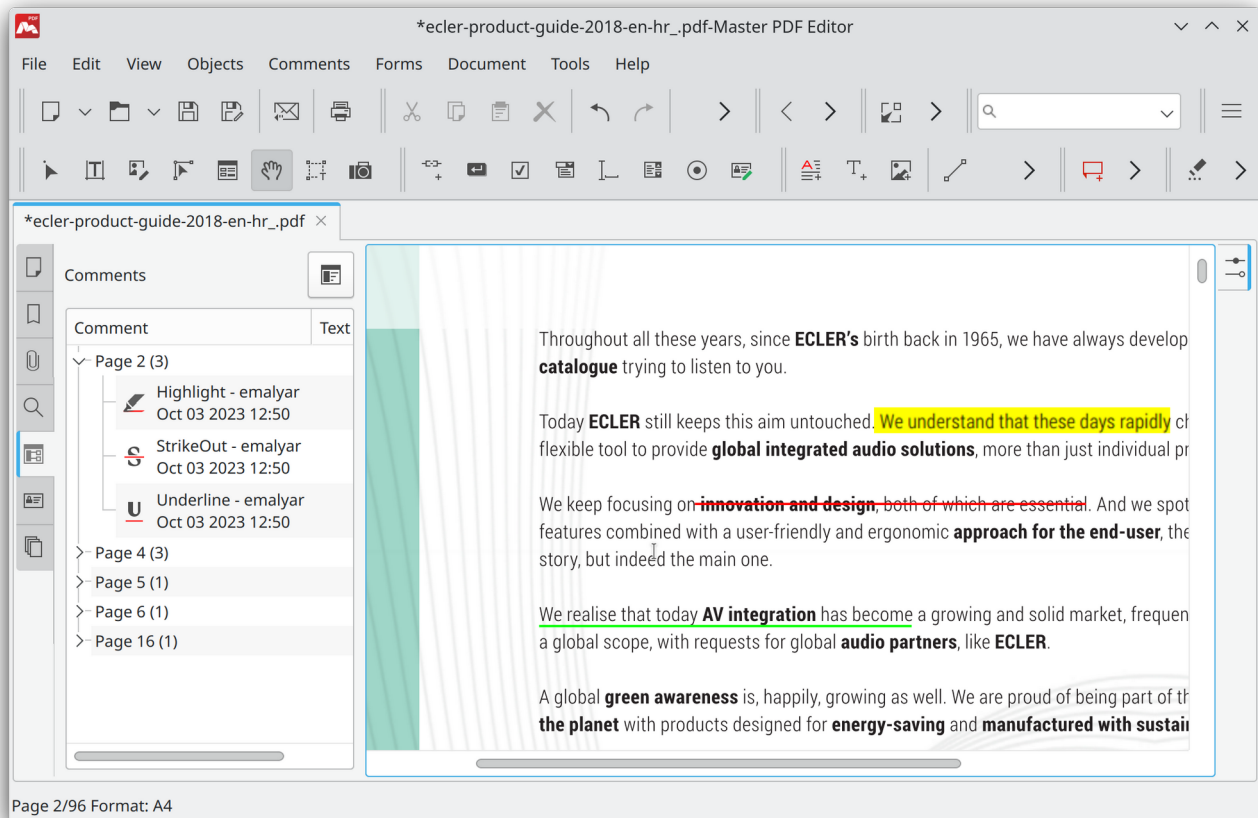 PDF
*ecler-product-guide-2018-en-hr_.pdf-Master PDF Editor
File Edit View Objects Comments Forms Document Tools Help
*ecler-product-guide-2018-en-hr_.pdf
Comments
Comment Text
Page 2 (3)
Highlight - emalyar
Oct 03 2023 12:50
StrikeOut - emalyar
Oct 03 2023 12:50
Underline - emalyar
Oct 03 2023 12:50
Page 4 (3)
Page 5 (1)
Page 6 (1)
Page 16 (1)
Throughout all these years, since ECLER's birth back in 1965, we have always develop
catalogue trying to listen to you.
Today ECLER still keeps this aim untouched. We understand that these days rapidly ch
flexible tool to provide global integrated audio solutions, more than just individual pr
We keep focusing on innovation and design, both of which are essential. And we spot
features combined with a user-friendly and ergonomic approach for the end-user, the
story, but indeed the main one.
We realise that today AV integration has become a growing and solid market, frequen
a global scope, with requests for global audio partners, like ECLER.
A global green awareness is, happily, growing as well. We are proud of being part of th
the planet with products designed for energy-saving and manufactured with sustain
Page 2/96 Format: A4